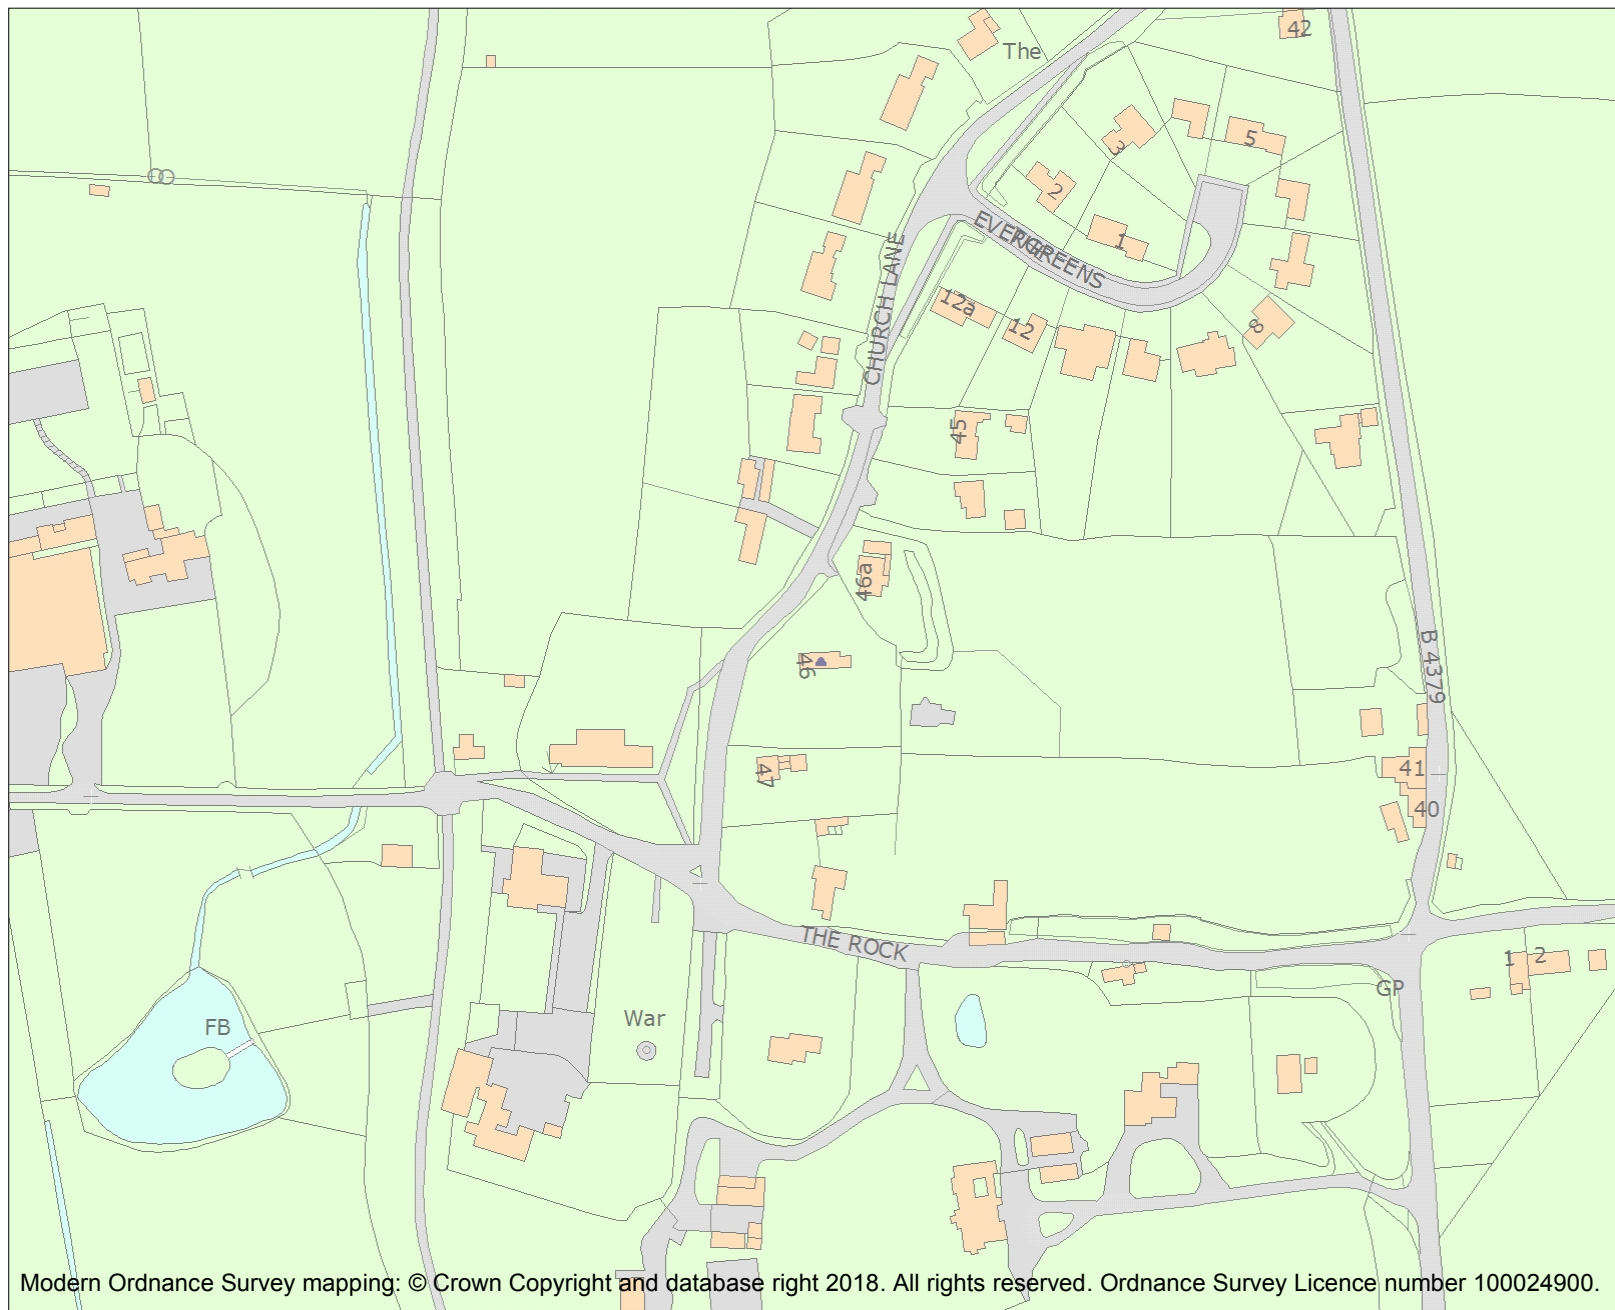 42
The
3
5
2
EVERGREENS
1
12a
12
8
CHURCH LANE
45
46a
46
B 4379
47
41
40
THE ROCK
1
2
GP
FB
War
Modern Ordnance Survey mapping: © Crown Copyright and database right 2018. All rights reserved. Ordnance Survey Licence number 100024900.